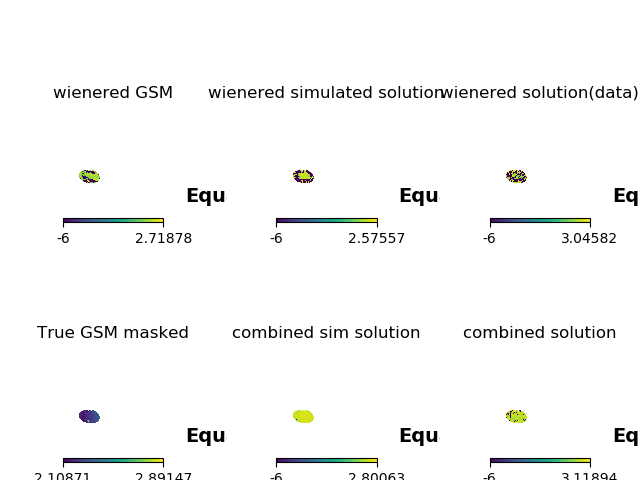 wienered GSM wienered simulated solution wienered solution(data)
Equ Equ Eq
-6 2.71878 -6 2.57557 -6 3.04582
True GSM masked combined sim solution combined solution
Equ Equ Eq
2.10871 2.89147 -6 2.80063 -6 3.11894